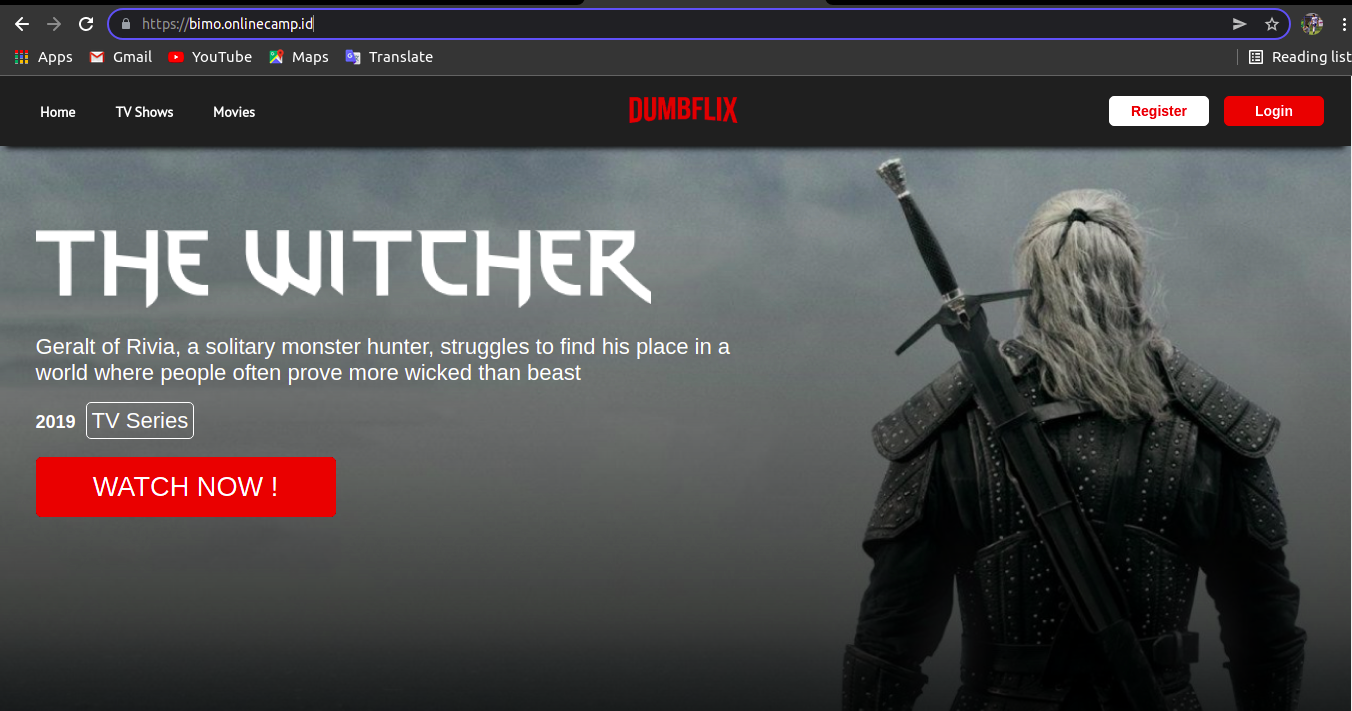 https://bimo.onlinecamp.id
Apps Gmail YouTube Maps Translate Reading list
Home TV Shows Movies DUMBFLIX Register Login
THE WITCHER
Geralt of Rivia, a solitary monster hunter, struggles to find his place in a
world where people often prove more wicked than beast
2019 TV Series
WATCH NOW !